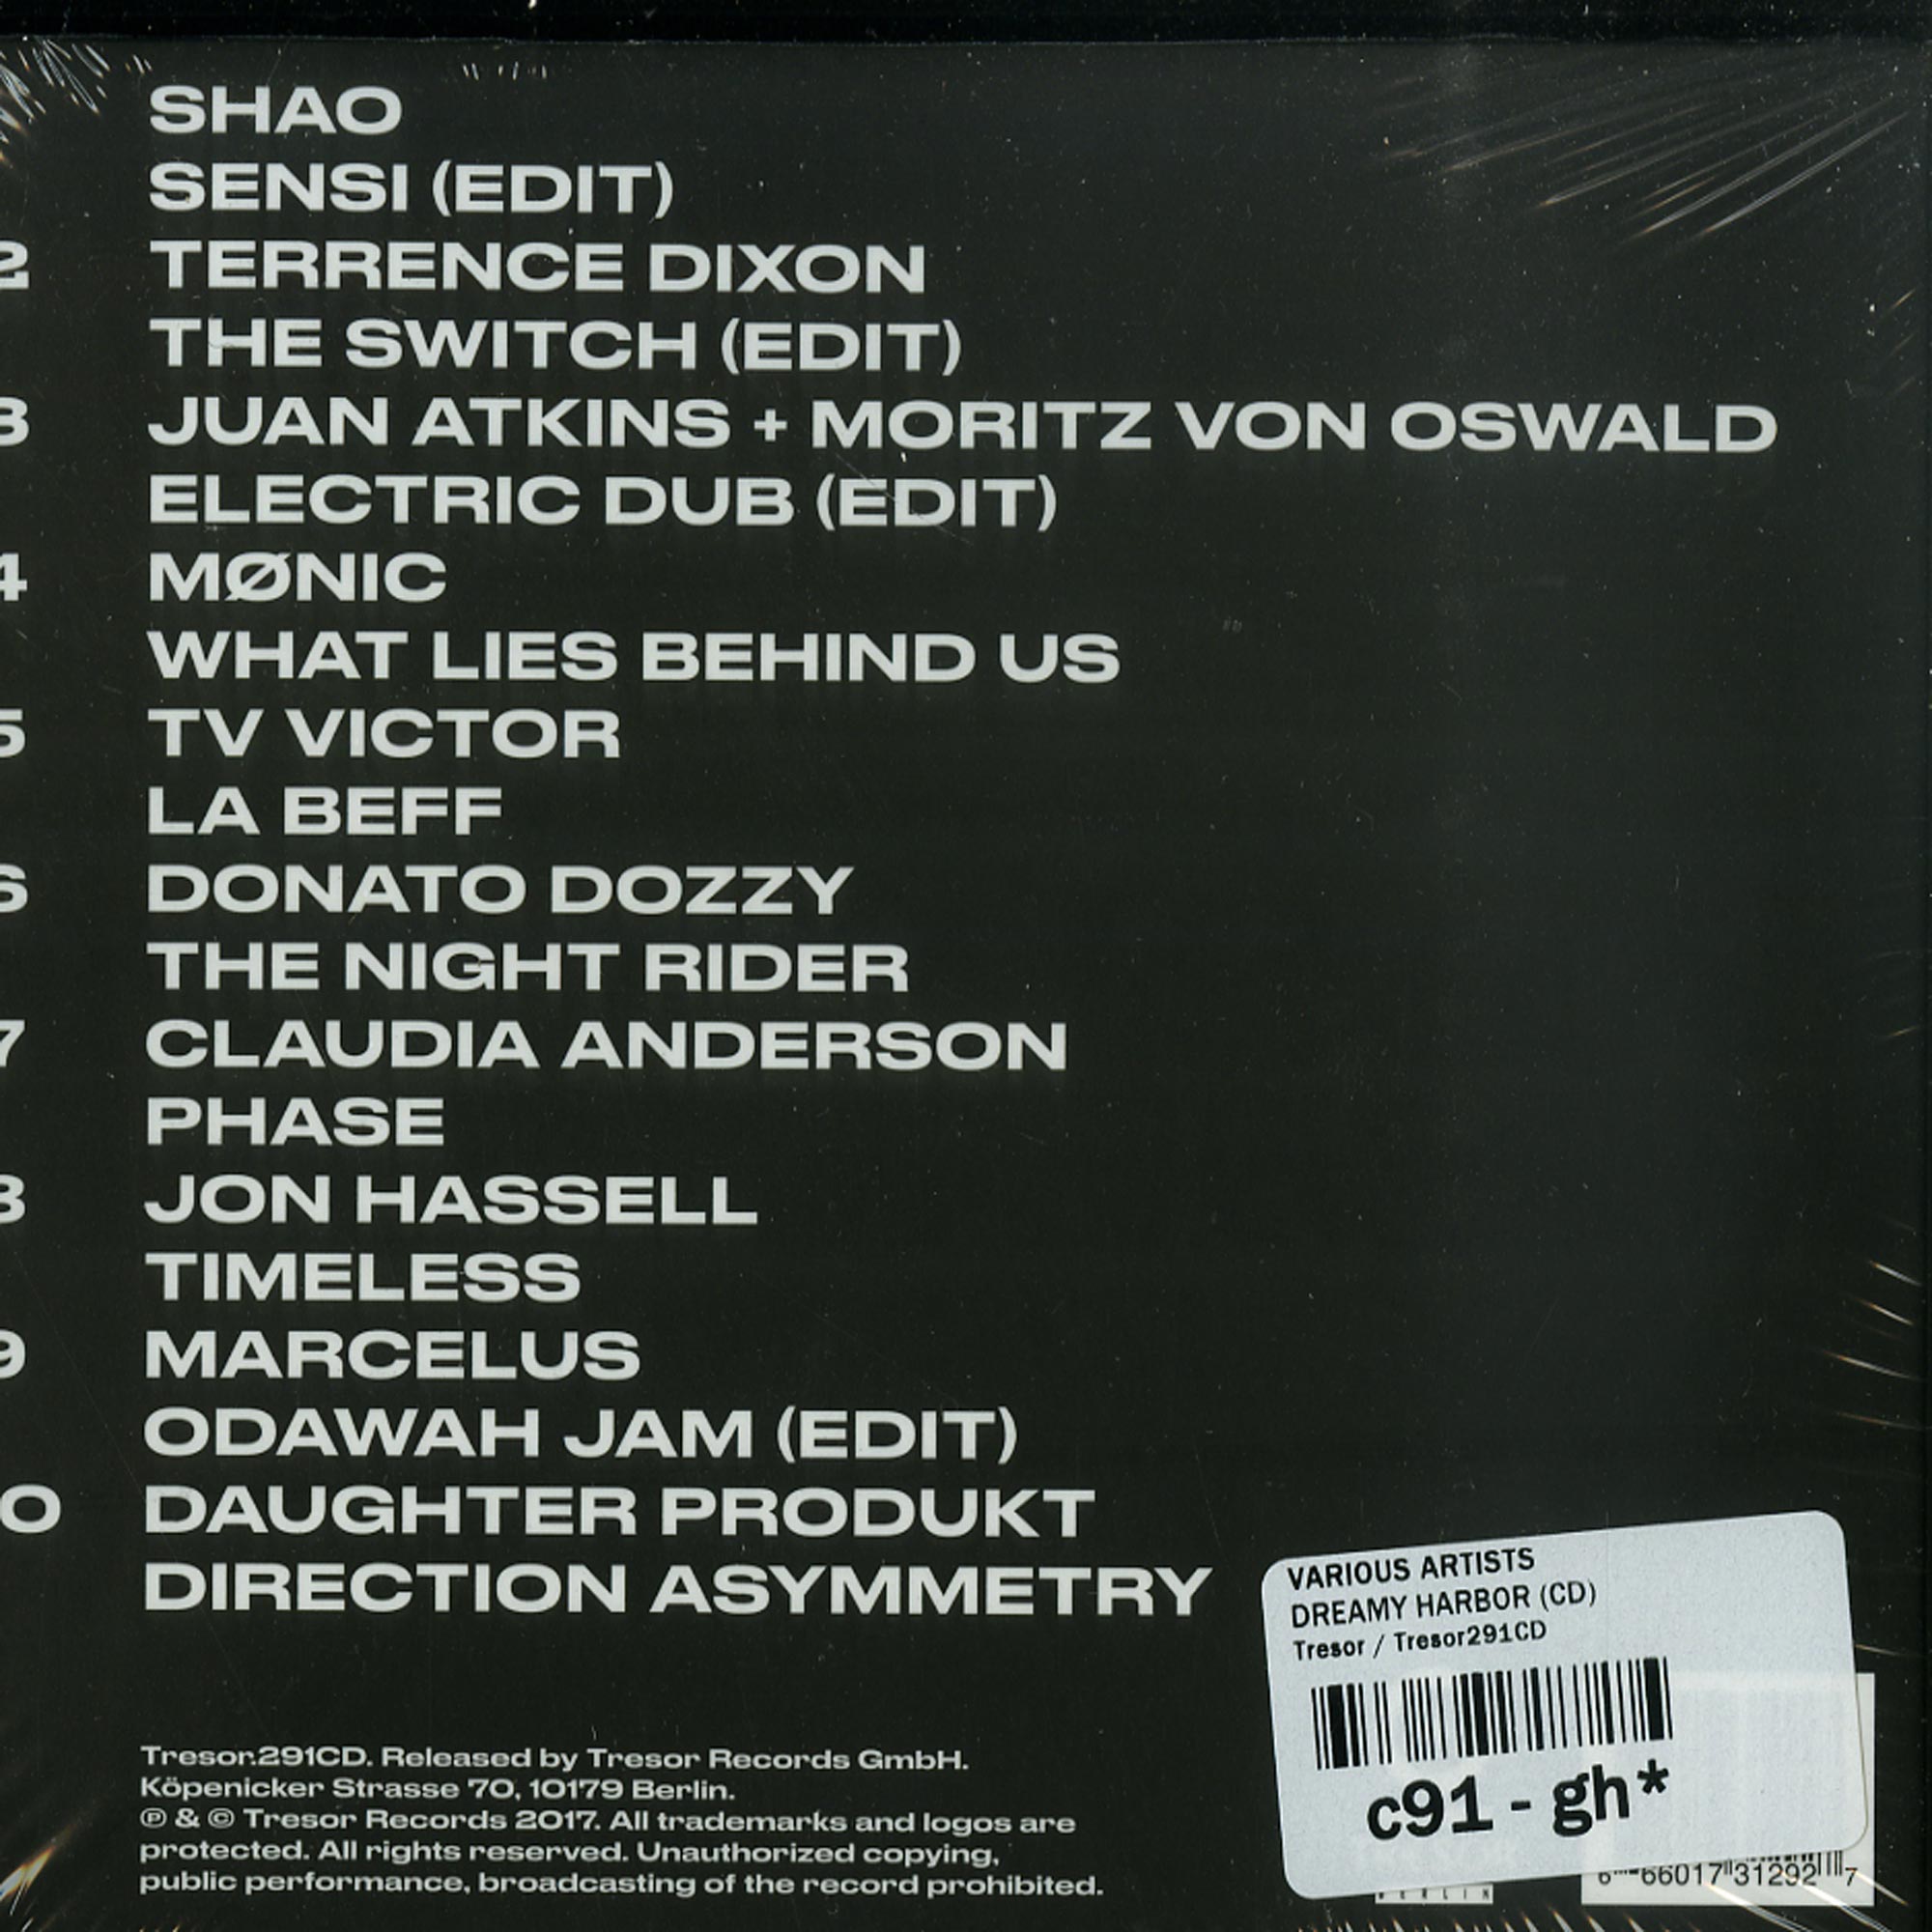 SHAO
SENSI (EDIT)
2 TERRENCE DIXON
THE SWITCH (EDIT)
3 JUAN ATKINS + MORITZ VON OSWALD
ELECTRIC DUB (EDIT)
4 MØNIC
WHAT LIES BEHIND US
5 TV VICTOR
LA BEFF
6 DONATO DOZZY
THE NIGHT RIDER
7 CLAUDIA ANDERSON
PHASE
8 JON HASSELL
TIMELESS
9 MARCELUS
ODAWAH JAM (EDIT)
0 DAUGHTER PRODUKT
DIRECTION ASYMMETRY
Tresor.291CD. Released by Tresor Records GmbH.
Köpenicker Strasse 70, 10179 Berlin.
℗ & © Tresor Records 2017. All trademarks and logos are
protected. All rights reserved. Unauthorized copying,
public performance, broadcasting of the record prohibited.
VARIOUS ARTISTS
DREAMY HARBOR (CD)
Tresor / Tresor291CD
c91 - gh*
6 66017 31292 7
BERLIN